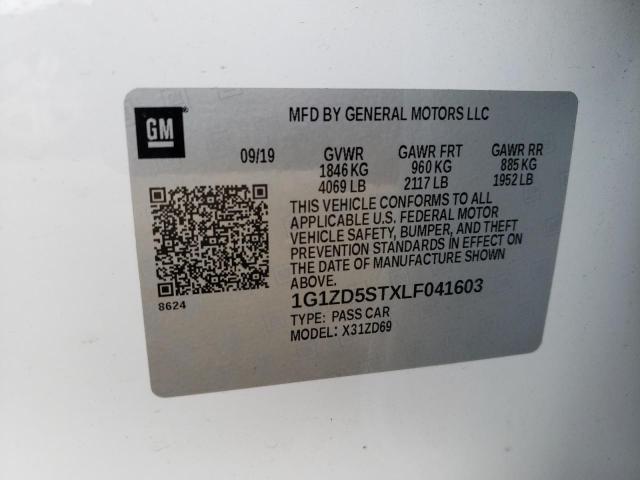 GM
MFD BY GENERAL MOTORS LLC
09/19 GVWR GAWR FRT GAWR RR
1846 KG 960 KG 885 KG
4069 LB 2117 LB 1952 LB
THIS VEHICLE CONFORMS TO ALL
APPLICABLE U.S. FEDERAL MOTOR
VEHICLE SAFETY, BUMPER, AND THEFT
PREVENTION STANDARDS IN EFFECT ON
THE DATE OF MANUFACTURE SHOWN
ABOVE.
8624
1G1ZD5STXLF041603
TYPE: PASS CAR
MODEL: X31ZD69